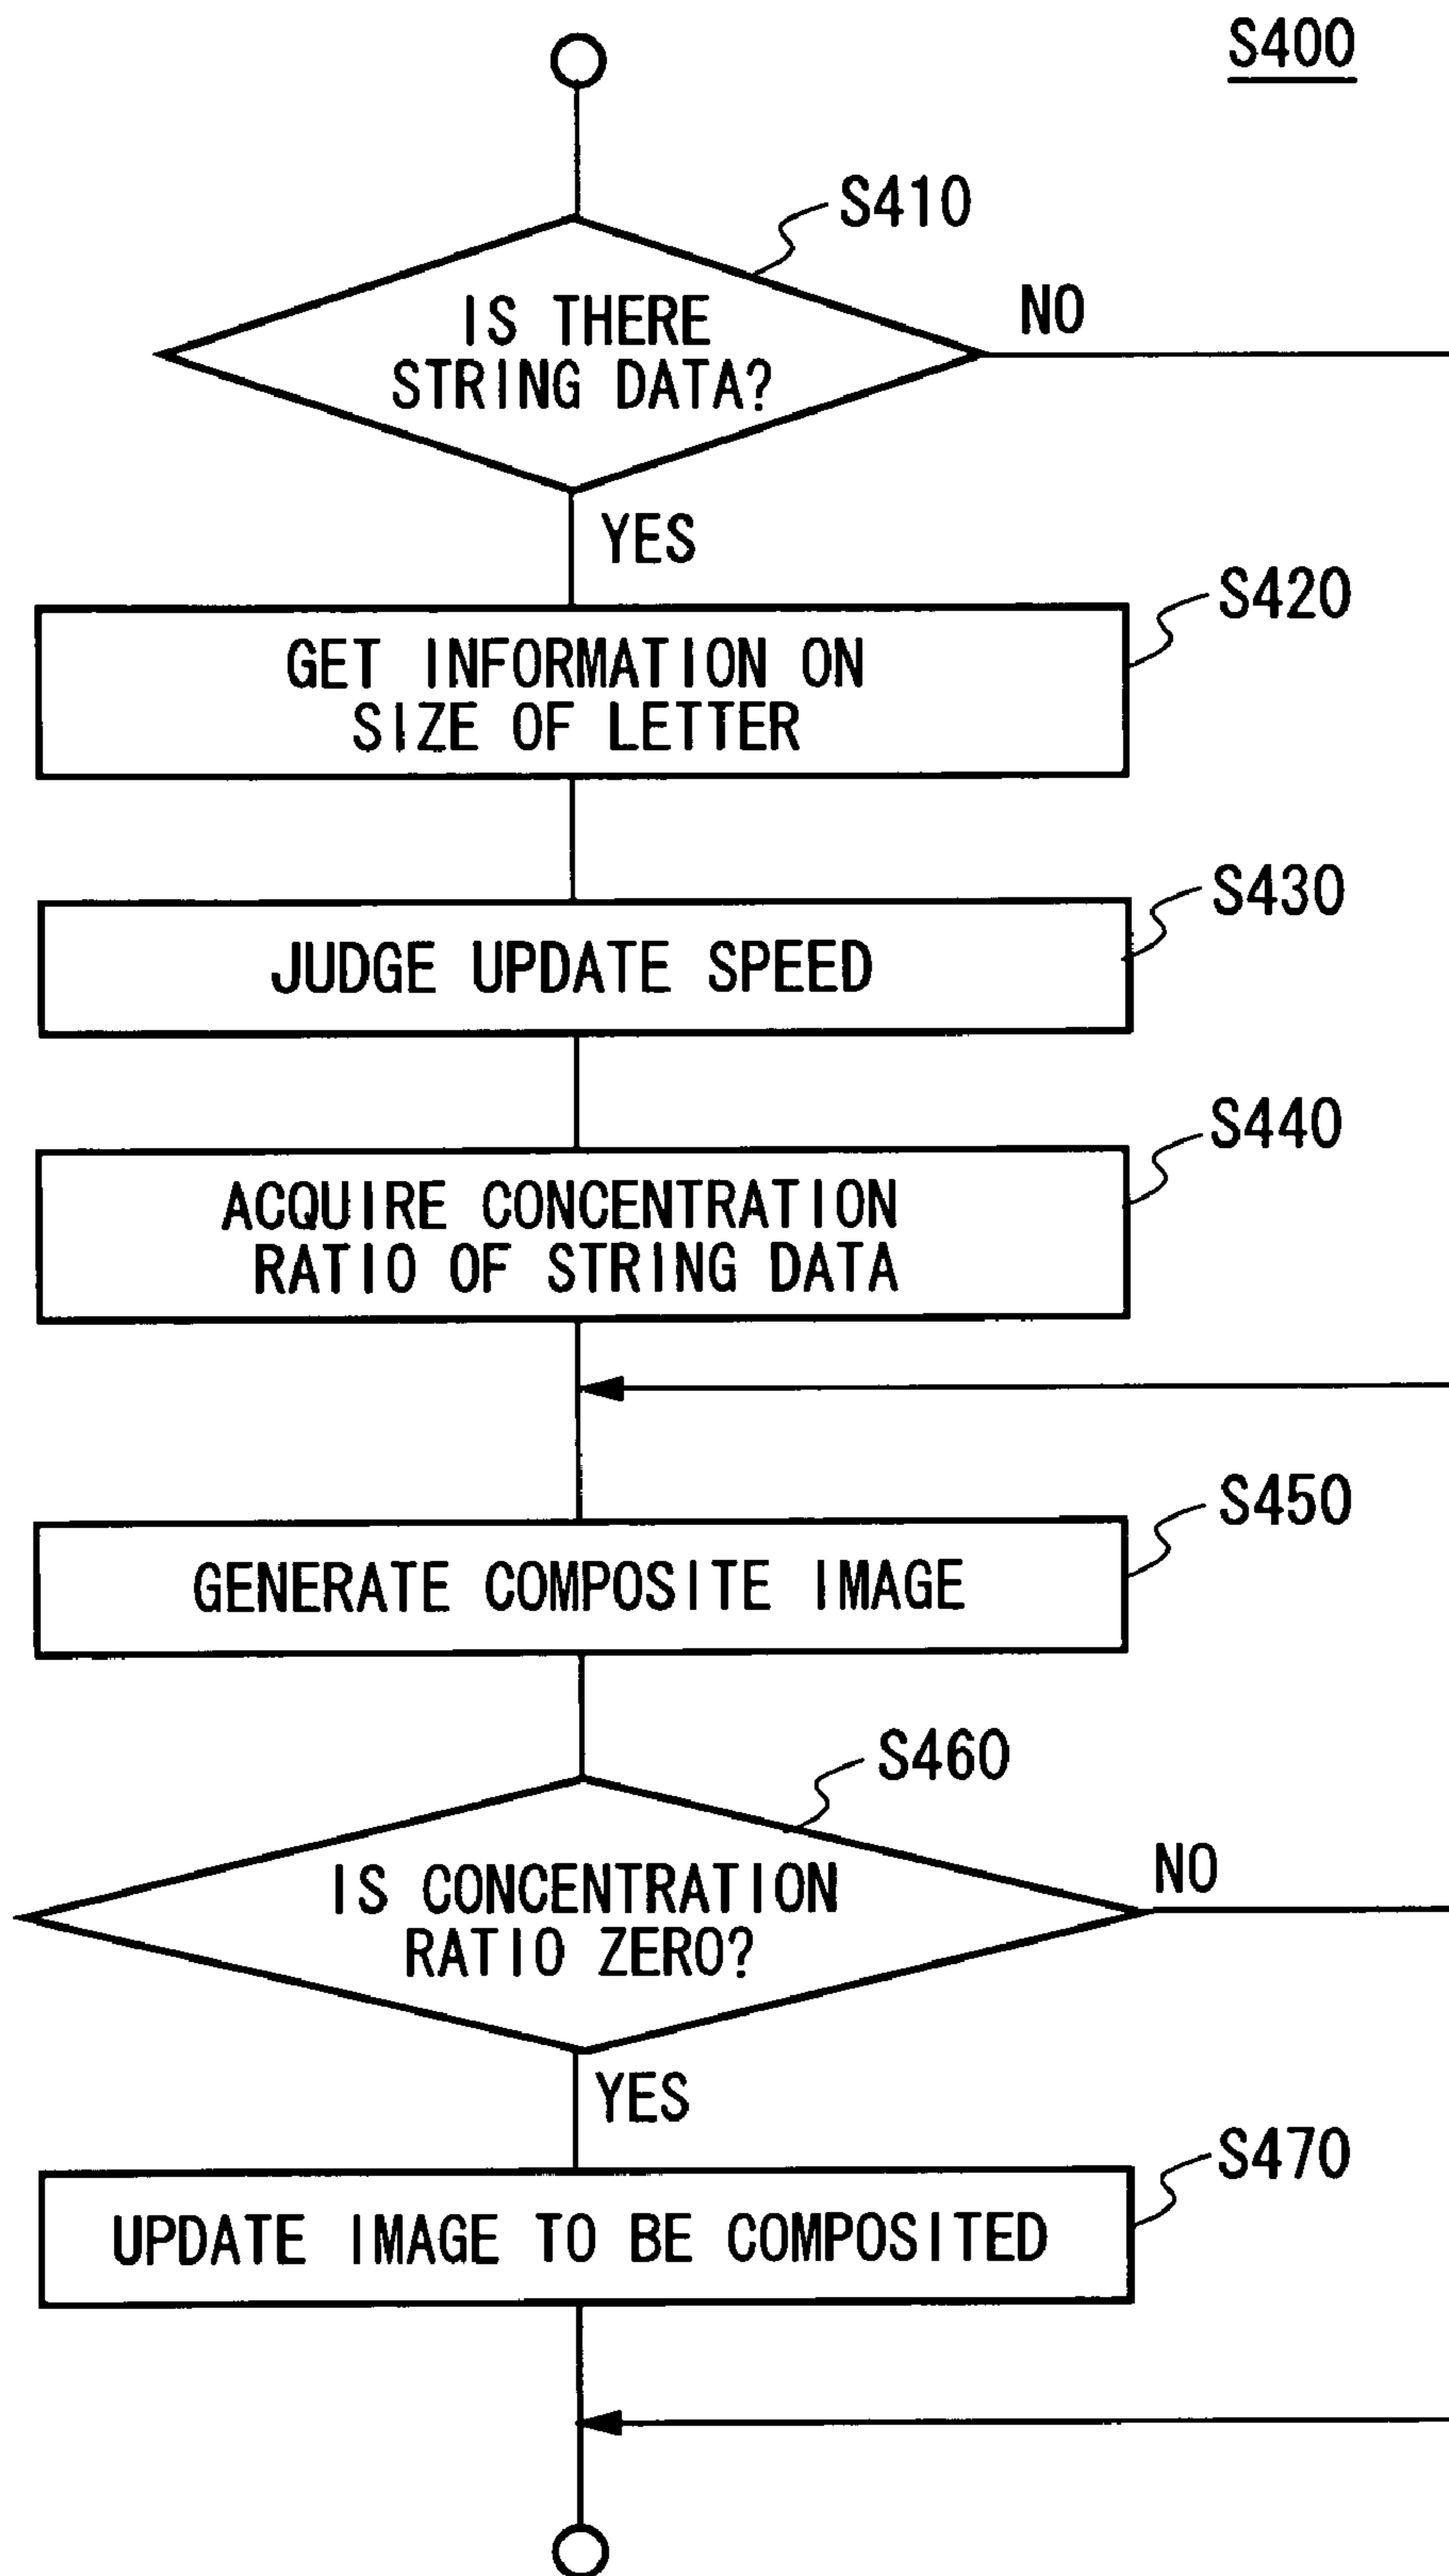 S400
S410
IS THERE
STRING DATA?
NO
YES
S420
GET INFORMATION ON
SIZE OF LETTER
S430
JUDGE UPDATE SPEED
S440
ACQUIRE CONCENTRATION
RATIO OF STRING DATA
S450
GENERATE COMPOSITE IMAGE
S460
IS CONCENTRATION
RATIO ZERO?
NO
YES
S470
UPDATE IMAGE TO BE COMPOSITED